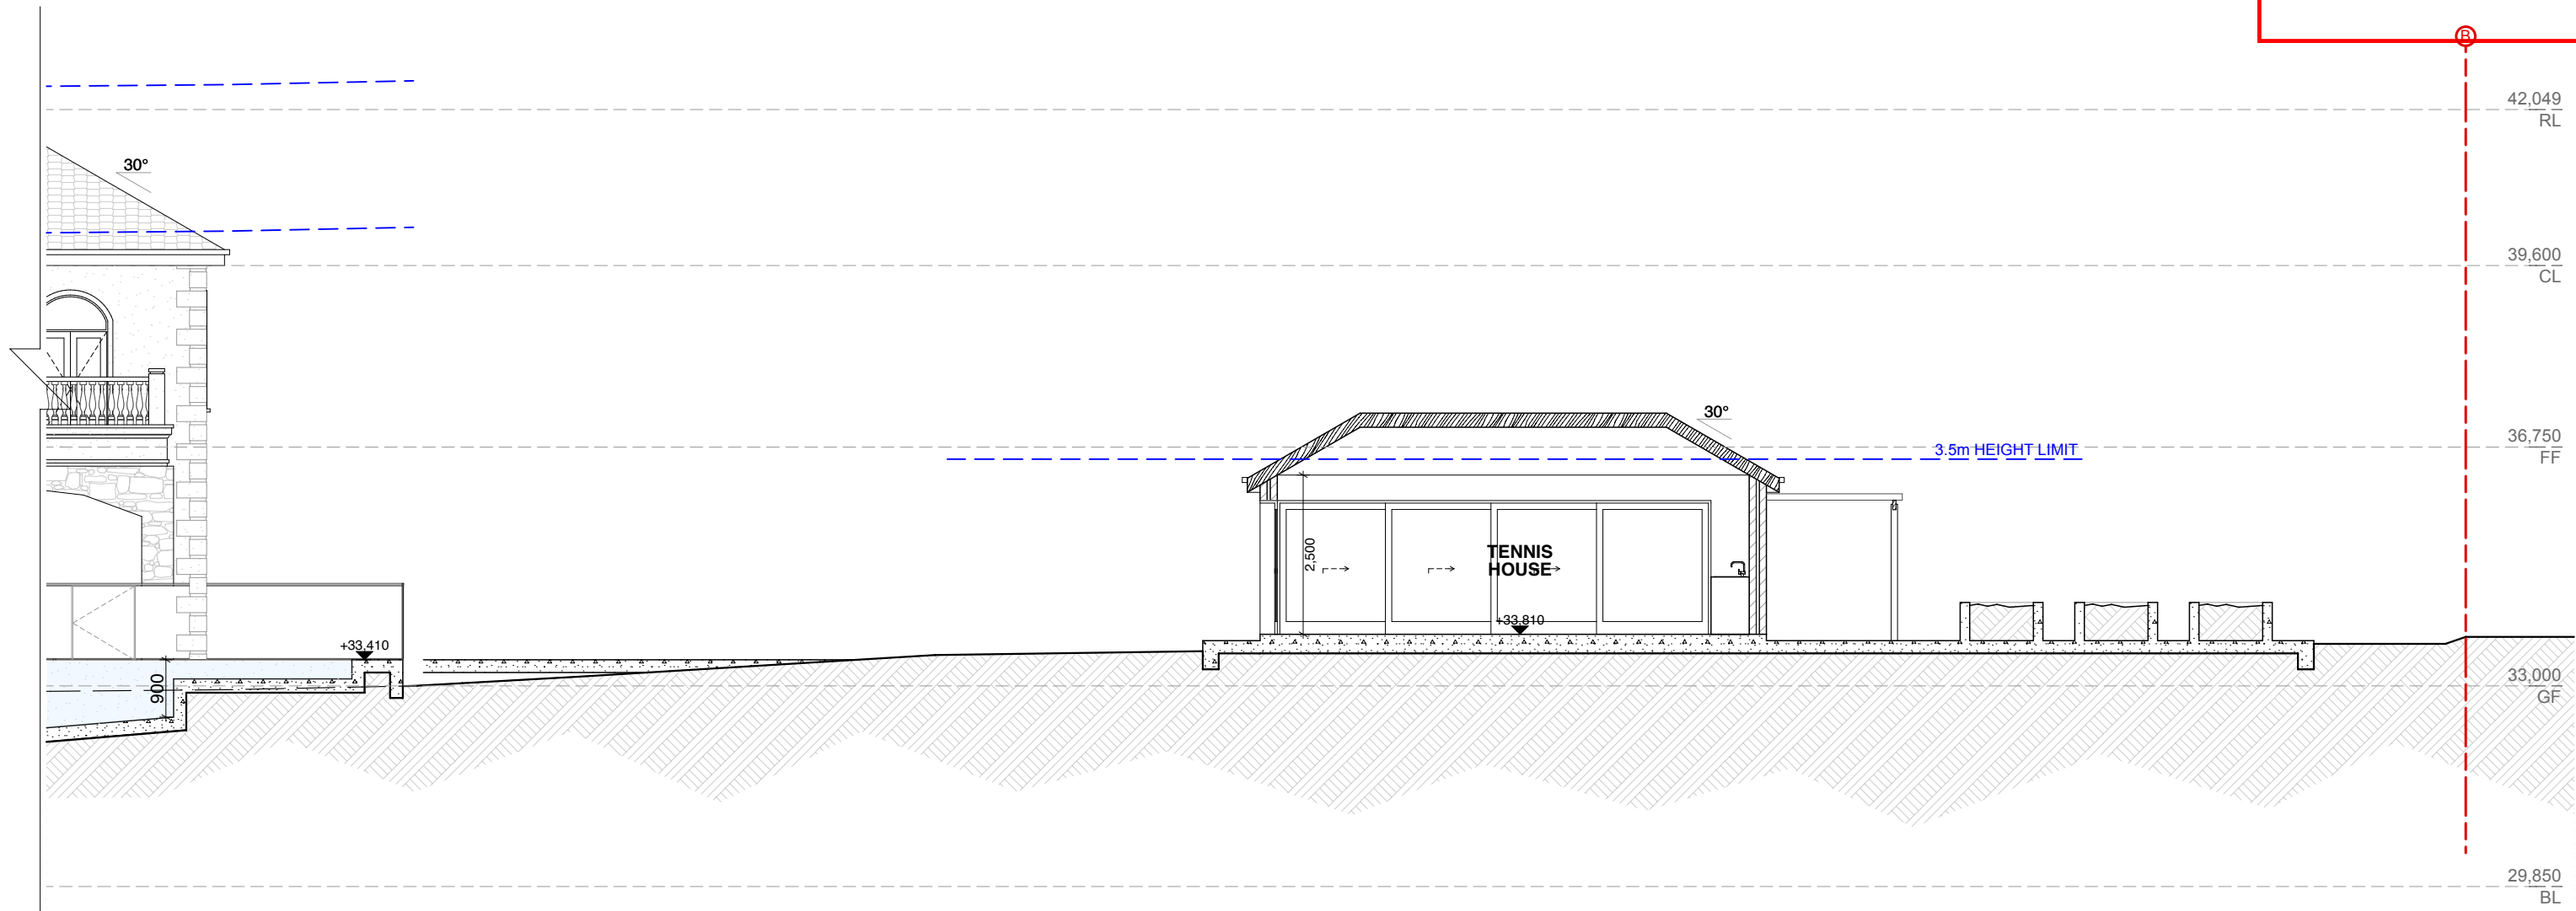 B
42,049
RL
30°
39,600
CL
30°
36,750
FF
3.5m HEIGHT LIMIT
2,500
TENNIS
HOUSE
+33,810
+33,410
900
33,000
GF
29,850
BL